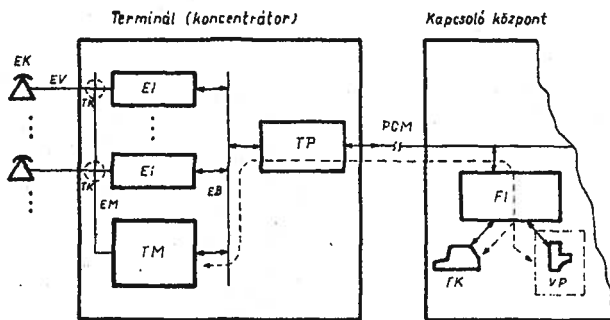 Terminál (koncentrátor)
Kapcsoló központ
EK
EV
TK
EI
TP
PCM
TK
EI
EB
EM
TM
FI
TK
VP